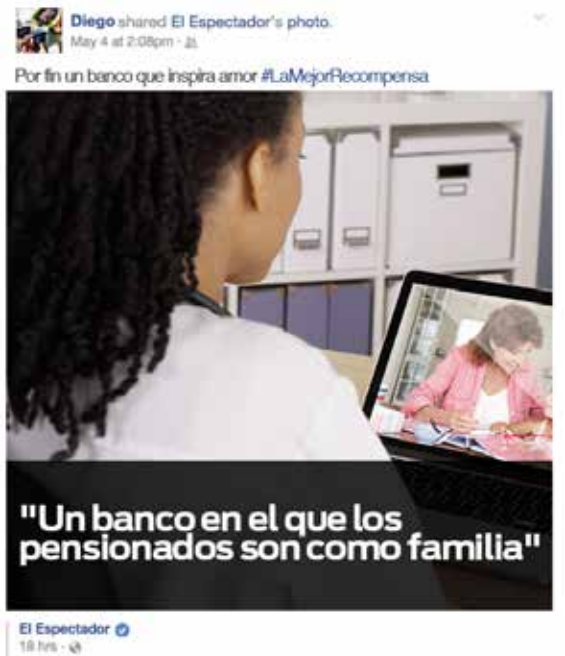 Diego shared El Espectador's photo.
May 4 at 2:08pm ·
Por fin un banco que inspira amor #LaMejorRecompensa
"Un banco en el que los
pensionados son como familia"
El Espectador
18 hrs ·